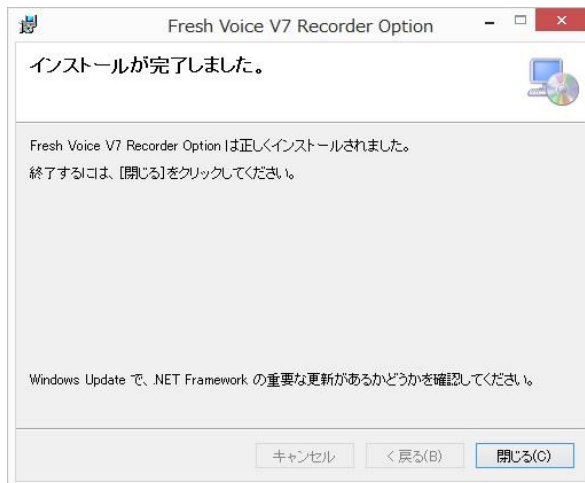 Fresh Voice V7 Recorder Option
インストールが完了しました。
Fresh Voice V7 Recorder Option は正しくインストールされました。
終了するには、[閉じる]をクリックしてください。
Windows Update で、.NET Framework の重要な更新があるかどうかを確認してください。
キャンセル
< 戻る(B)
閉じる(C)